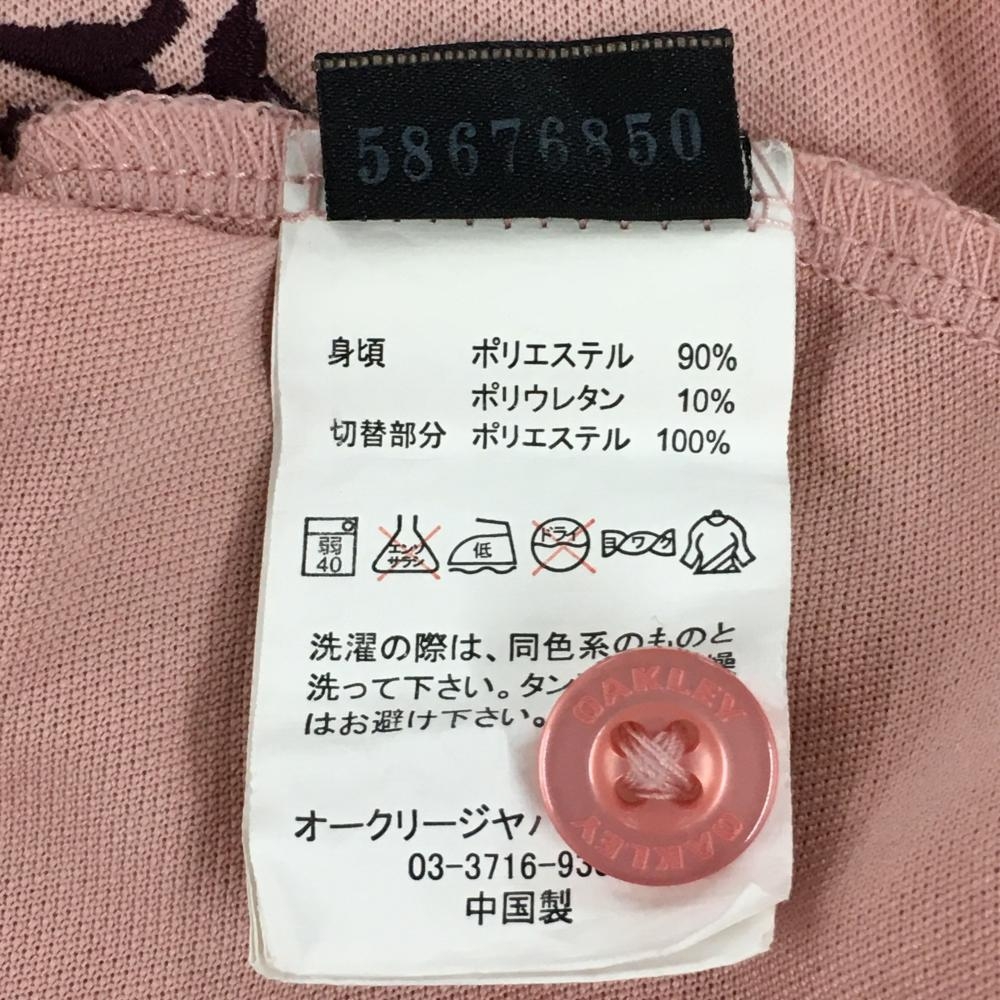 58676850
身頃 ポリエステル 90%
ポリウレタン 10%
切替部分 ポリエステル 100%
弱 40 エンソ サラシ 低 ドライ ヨワク
洗濯の際は、同色系のものと
洗って下さい。タン 燥
はお避け下さい。
OAKLEY
OAKLEY
オークリージャパ
03-3716-93
中国製